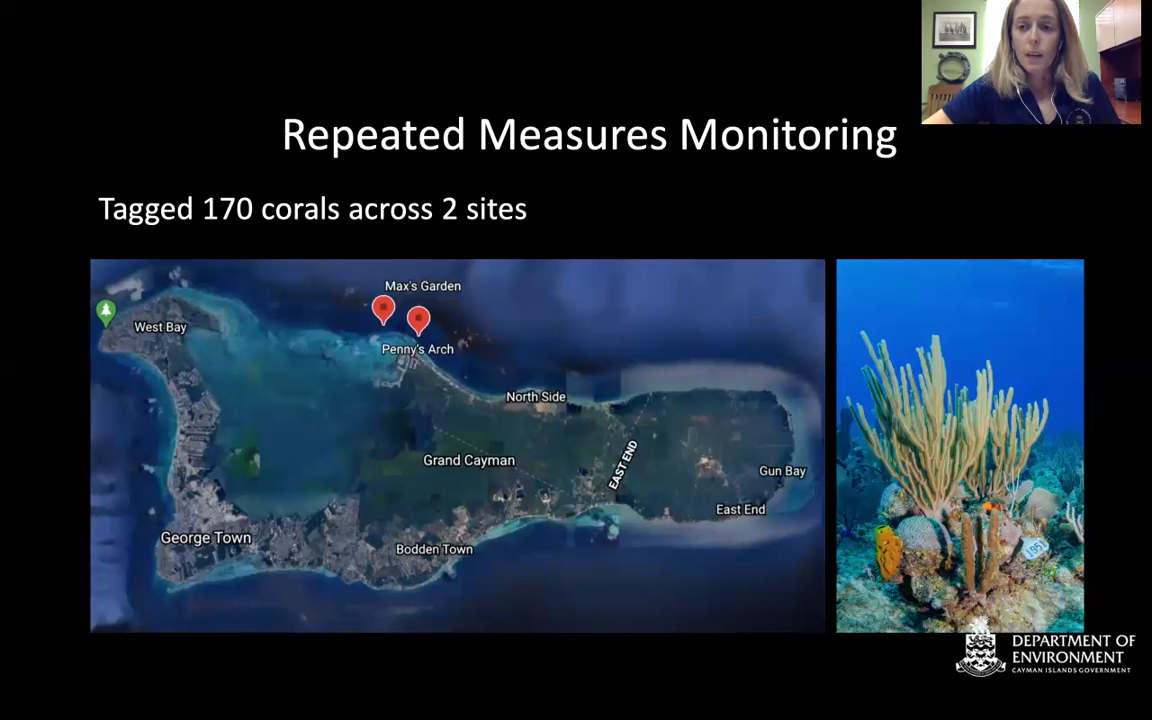 Repeated Measures Monitoring
Tagged 170 corals across 2 sites
Max's Garden
West Bay
Penny's Arch
North Side
Grand Cayman
EAST END
Gun Bay
East End
George Town
Bodden Town
1951
DEPARTMENT OF
ENVIRONMENT
CAYMAN ISLANDS GOVERNMENT